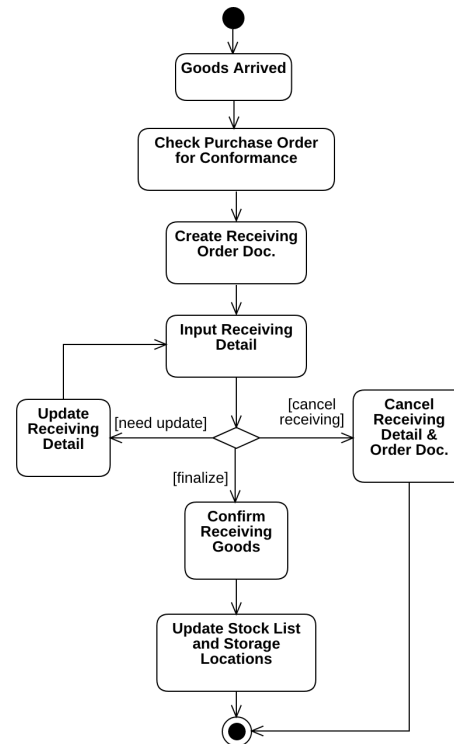 Goods Arrived
Check Purchase Order
for Conformance
Create Receiving
Order Doc.
Input Receiving
Detail
[cancel
receiving]
Update
Receiving
Detail
[need update]
Cancel
Receiving
Detail &
Order Doc.
[finalize]
Confirm
Receiving
Goods
Update Stock List
and Storage
Locations